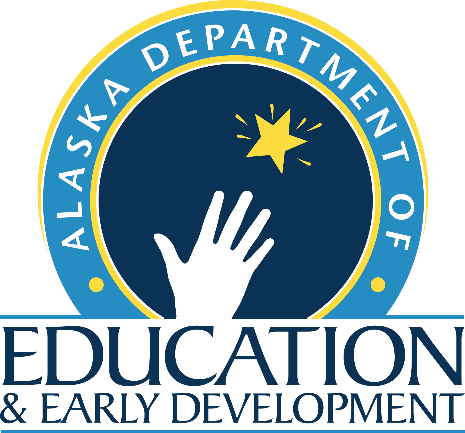 ALASKA DEPARTMENT OF
EDUCATION
& EARLY DEVELOPMENT